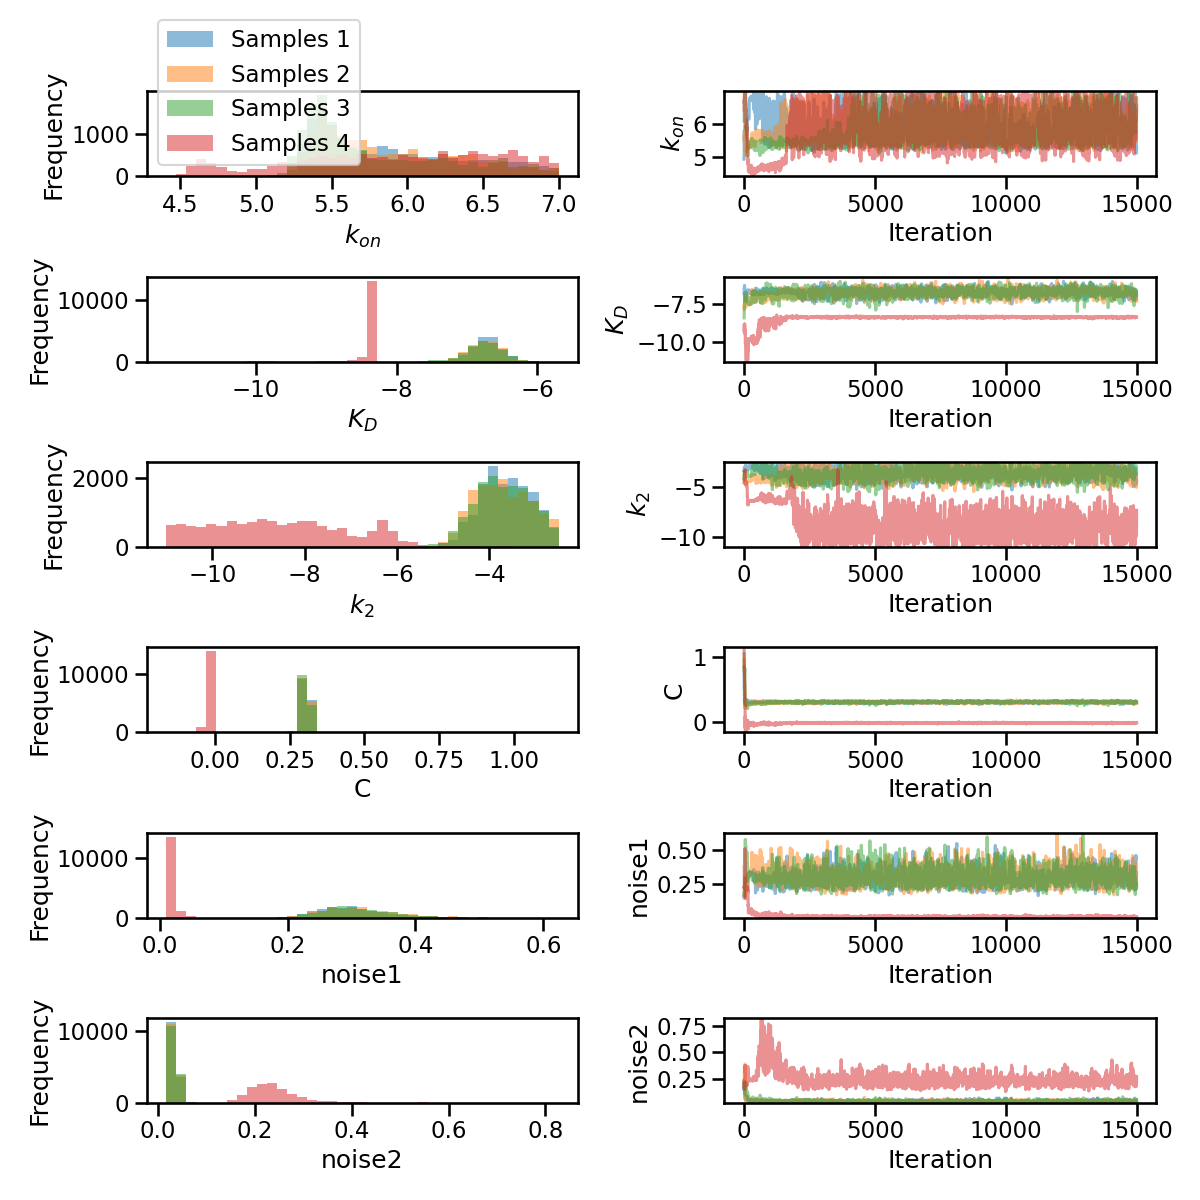 Samples 1
Samples 2
Samples 3
Samples 4
Frequency
1000
0
4.5 5.0 5.5 6.0 6.5 7.0
kon
kon
6
5
0 5000 10000 15000
Iteration
Frequency
10000
0
−10 −8 −6
KD
KD
−7.5
−10.0
0 5000 10000 15000
Iteration
Frequency
2000
0
−10 −8 −6 −4
k2
k2
−5
−10
0 5000 10000 15000
Iteration
Frequency
10000
0
0.00 0.25 0.50 0.75 1.00
C
C
1
0
0 5000 10000 15000
Iteration
Frequency
10000
0
0.0 0.2 0.4 0.6
noise1
noise1
0.50
0.25
0 5000 10000 15000
Iteration
Frequency
10000
0
0.0 0.2 0.4 0.6 0.8
noise2
noise2
0.75
0.50
0.25
0 5000 10000 15000
Iteration